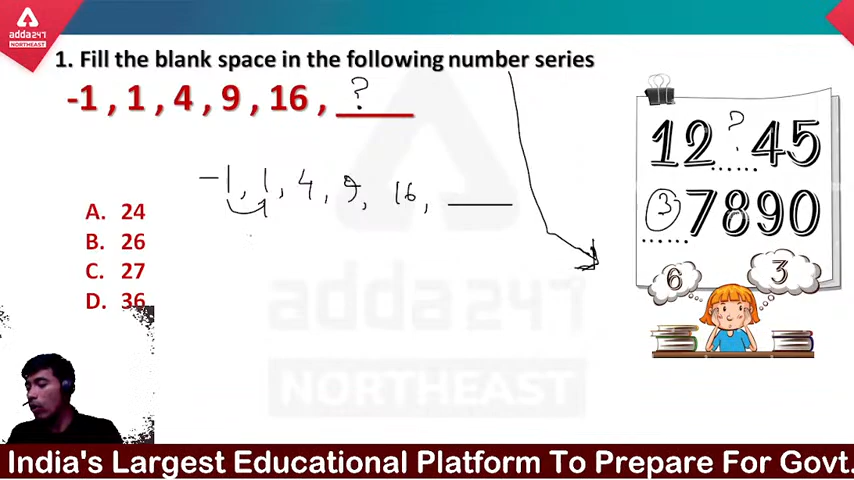 adda247
NORTHEAST
1. Fill the blank space in the following number series
-1 , 1 , 4 , 9 , 16 , ?
-1, 1, 4, 9, 16, ___
A. 24
B. 26
C. 27
D. 36
12 ? 45
3 7890
6
3
adda247
NORTHEAST
India's Largest Educational Platform To Prepare For Govt.